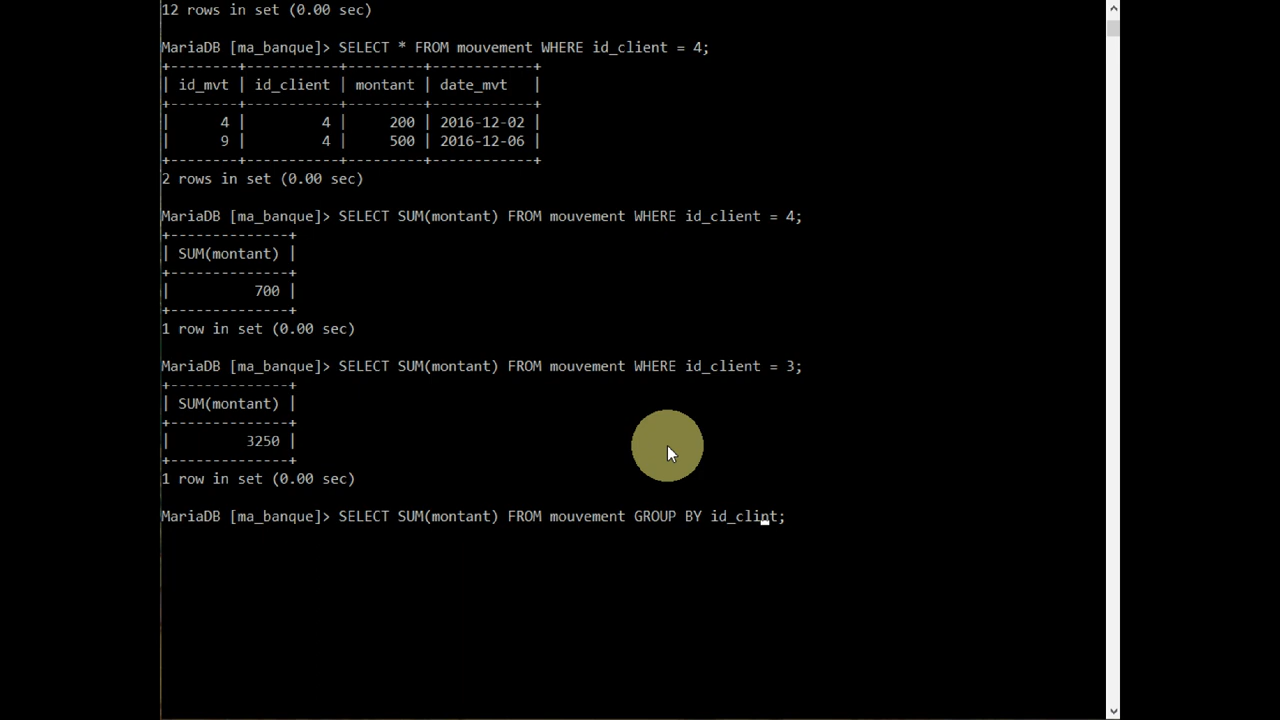 12 rows in set (0.00 sec)
MariaDB [ma_banque]> SELECT * FROM mouvement WHERE id_client = 4;
+--------+-----------+---------+------------+
| id_mvt | id_client | montant | date_mvt   |
+--------+-----------+---------+------------+
|      4 |         4 |     200 | 2016-12-02 |
|      9 |         4 |     500 | 2016-12-06 |
+--------+-----------+---------+------------+
2 rows in set (0.00 sec)
MariaDB [ma_banque]> SELECT SUM(montant) FROM mouvement WHERE id_client = 4;
+--------------+
| SUM(montant) |
+--------------+
|          700 |
+--------------+
1 row in set (0.00 sec)
MariaDB [ma_banque]> SELECT SUM(montant) FROM mouvement WHERE id_client = 3;
+--------------+
| SUM(montant) |
+--------------+
|         3250 |
+--------------+
1 row in set (0.00 sec)
MariaDB [ma_banque]> SELECT SUM(montant) FROM mouvement GROUP BY id_clint;